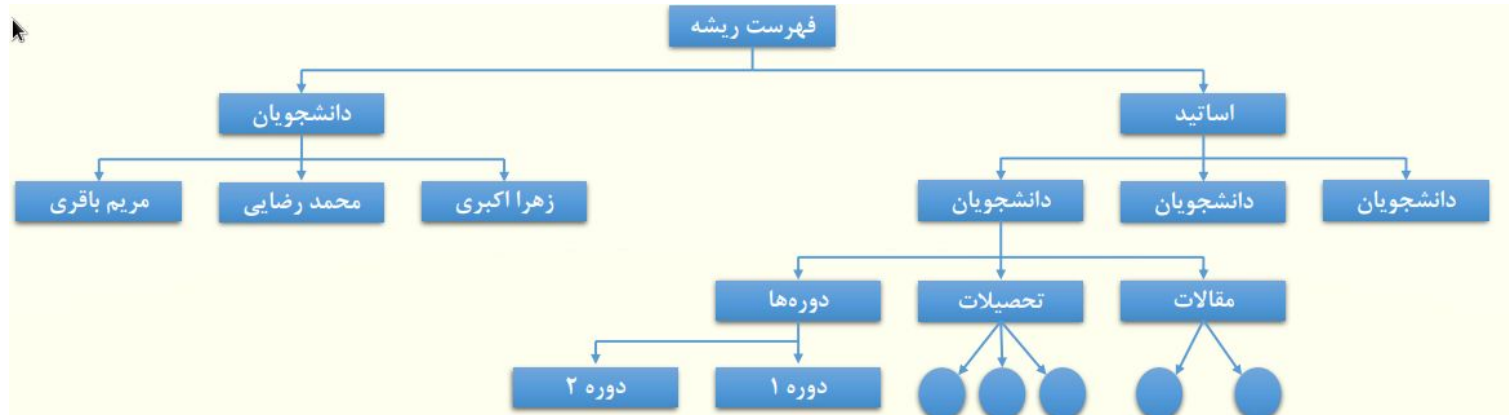 فهرست ریشه
اساتید
دانشجویان
دانشجویان
دانشجویان
دانشجویان
زهرا اکبری
محمد رضایی
مریم باقری
مقالات
تحصیلات
دوره‌ها
دوره ۱
دوره ۲